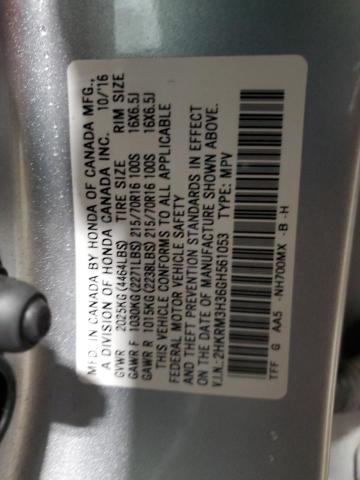 MFD. IN CANADA BY HONDA OF CANADA MFG.,
A DIVISION OF HONDA CANADA INC. 10/16
GVWR 2025KG (4464LBS) TIRE SIZE RIM SIZE
GAWR F 1030KG (2271LBS) 215/70R16 100S 16X6.5J
GAWR R 1015KG (2238LBS) 215/70R16 100S 16X6.5J
THIS VEHICLE CONFORMS TO ALL APPLICABLE
FEDERAL MOTOR VEHICLE SAFETY
AND THEFT PREVENTION STANDARDS IN EFFECT
ON THE DATE OF MANUFACTURE SHOWN ABOVE.
V.I.N.: 2HKRM3H36GH561053 TYPE: MPV
TFF G AA5 -NH700MX -B -H